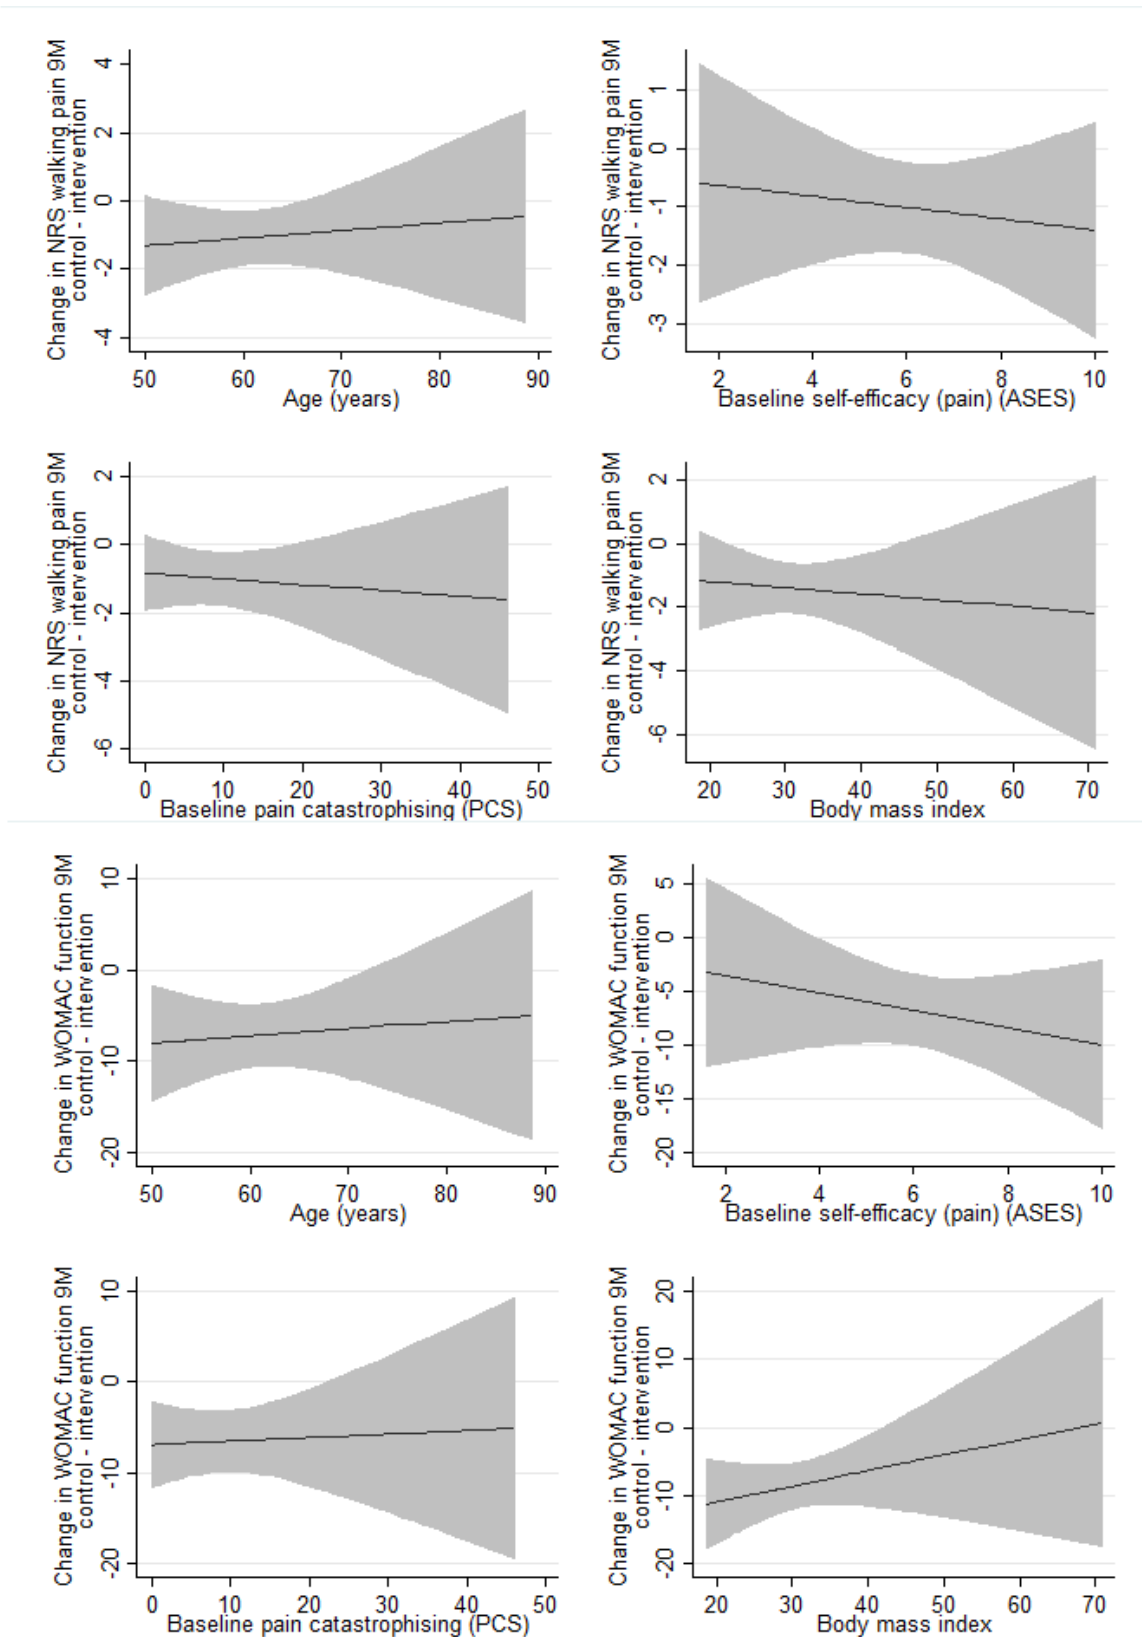 Change in NRS walking pain 9M
control - intervention
4
2
0
-2
-4
50 60 70 80 90
Age (years)
Change in NRS walking pain 9M
control - intervention
1
0
-1
-2
-3
2 4 6 8 10
Baseline self-efficacy (pain) (ASES)
Change in NRS walking pain 9M
control - intervention
2
0
-2
-4
-6
0 10 20 30 40 50
Baseline pain catastrophising (PCS)
Change in NRS walking pain 9M
control - intervention
2
0
-2
-4
-6
20 30 40 50 60 70
Body mass index
Change in WOMAC function 9M
control - intervention
10
0
-10
-20
50 60 70 80 90
Age (years)
Change in WOMAC function 9M
control - intervention
5
0
-5
-10
-15
-20
2 4 6 8 10
Baseline self-efficacy (pain) (ASES)
Change in WOMAC function 9M
control - intervention
10
0
-10
-20
0 10 20 30 40 50
Baseline pain catastrophising (PCS)
Change in WOMAC function 9M
control - intervention
20
10
0
-10
-20
20 30 40 50 60 70
Body mass index